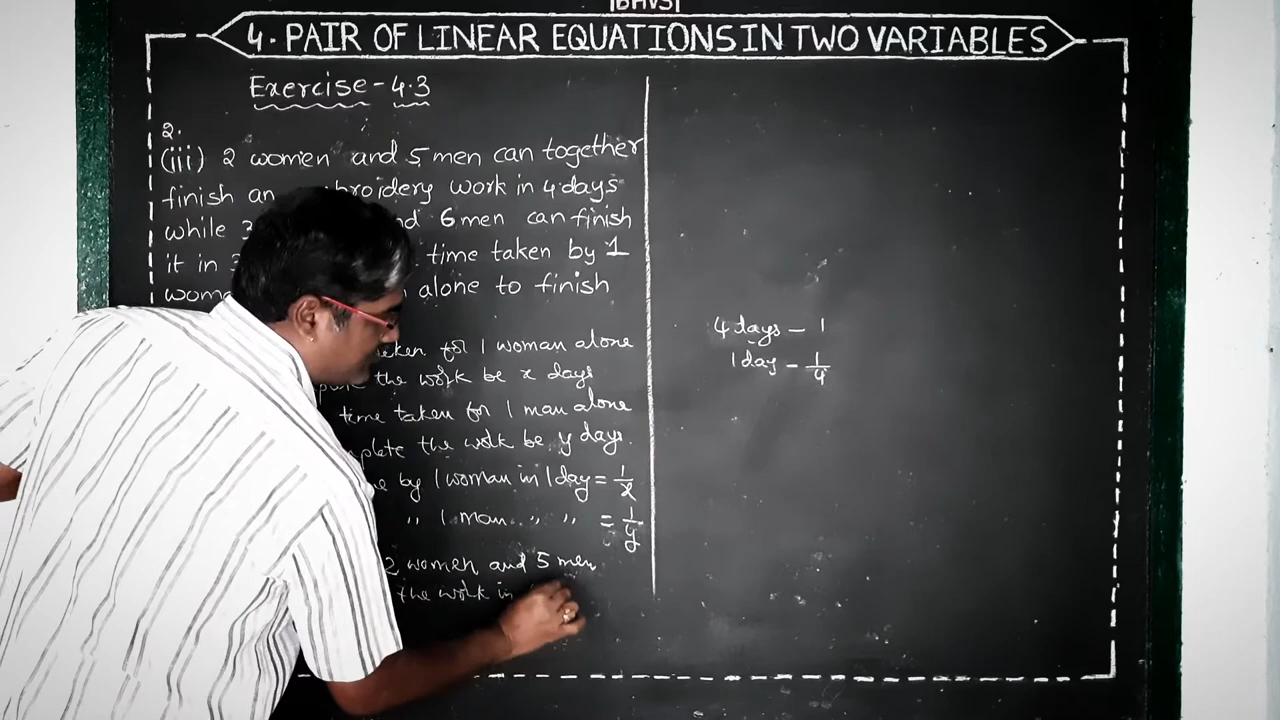 IBHVSI
4. PAIR OF LINEAR EQUATIONS IN TWO VARIABLES
Exercise - 4.3
2.
(iii) 2 women and 5 men can together
finish an broidery work in 4 days
while 3 nd 6 men can finish
it in 3 time taken by 1
woma alone to finish
aken for 1 woman alone
the work be x days
time taken for 1 man alone
plete the work be y days.
by 1 woman in 1 day = 1/x
" 1 man " " = 1/y
2 women and 5 men
the work in
4 days – 1
1 day – 1/4